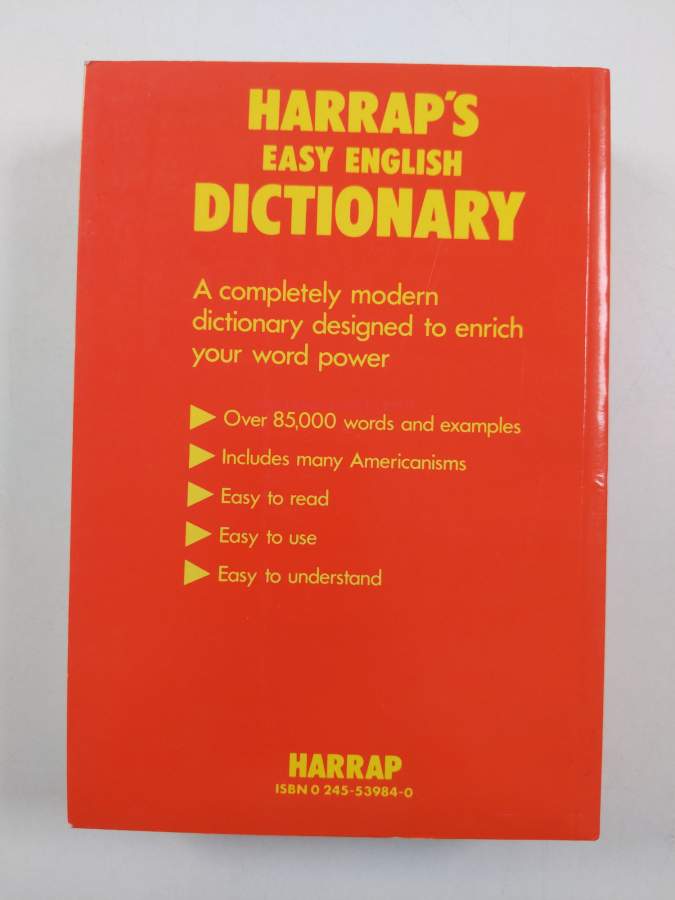 HARRAP'S
EASY ENGLISH
DICTIONARY
A completely modern
dictionary designed to enrich
your word power
Over 85,000 words and examples
Includes many Americanisms
Easy to read
Easy to use
Easy to understand
HARRAP
ISBN 0 245-53984-0